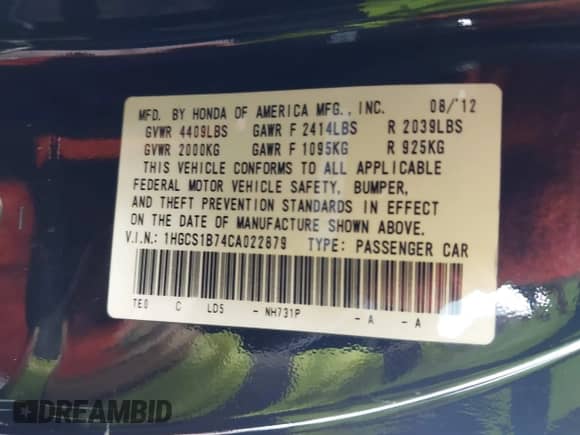 MFD. BY HONDA OF AMERICA MFG., INC. 08/'12
GVWR 4409LBS GAWR F 2414LBS R 2039LBS
GVWR 2000KG GAWR F 1095KG R 925KG
THIS VEHICLE CONFORMS TO ALL APPLICABLE
FEDERAL MOTOR VEHICLE SAFETY, BUMPER,
AND THEFT PREVENTION STANDARDS IN EFFECT
ON THE DATE OF MANUFACTURE SHOWN ABOVE.
V.I.N.: 1HGCS1B74CA022879 TYPE: PASSENGER CAR
TE0 C LD5 - NH731P - A - A
DREAMBID